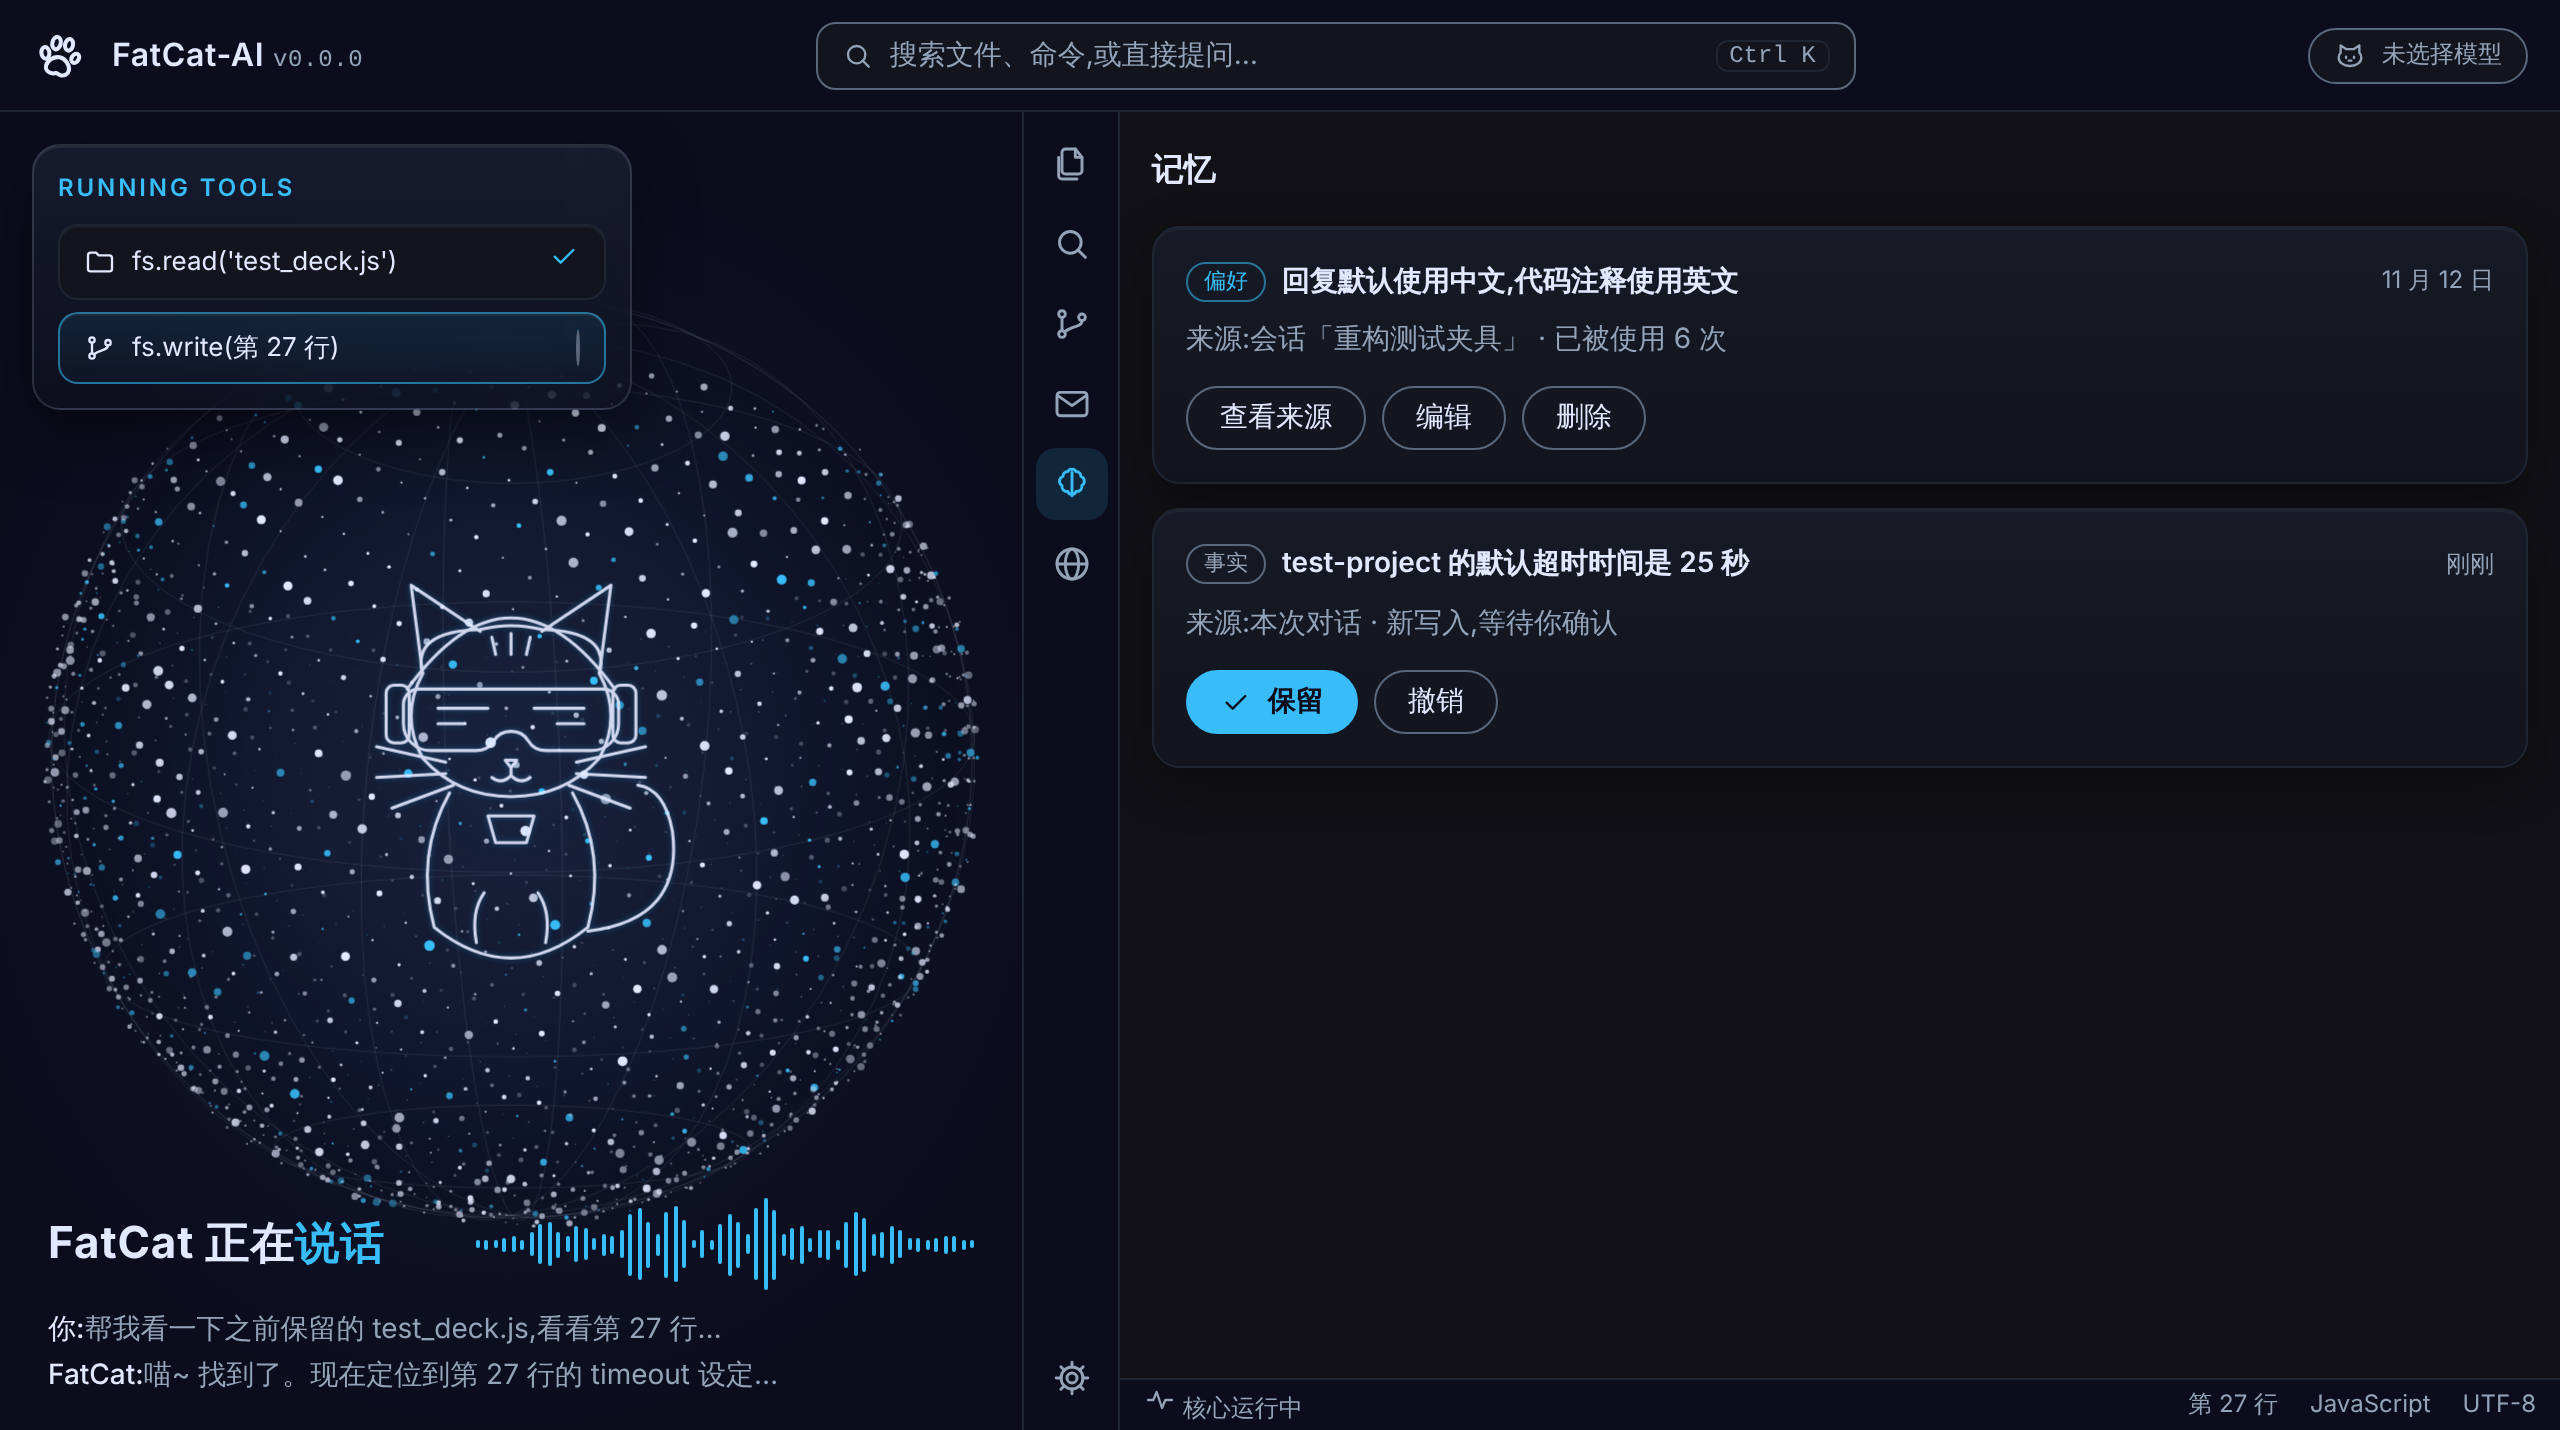 FatCat-AI v0.0.0
搜索文件、命令,或直接提问...
Ctrl K
未选择模型
RUNNING TOOLS
fs.read('test_deck.js')
fs.write(第 27 行)
FatCat 正在说话
你:帮我看一下之前保留的 test_deck.js,看看第 27 行...
FatCat:喵~ 找到了。现在定位到第 27 行的 timeout 设定...
记忆
偏好 回复默认使用中文,代码注释使用英文 11 月 12 日
来源:会话「重构测试夹具」 · 已被使用 6 次
查看来源 编辑 删除
事实 test-project 的默认超时时间是 25 秒 刚刚
来源:本次对话 · 新写入,等待你确认
保留 撤销
核心运行中
第 27 行 JavaScript UTF-8